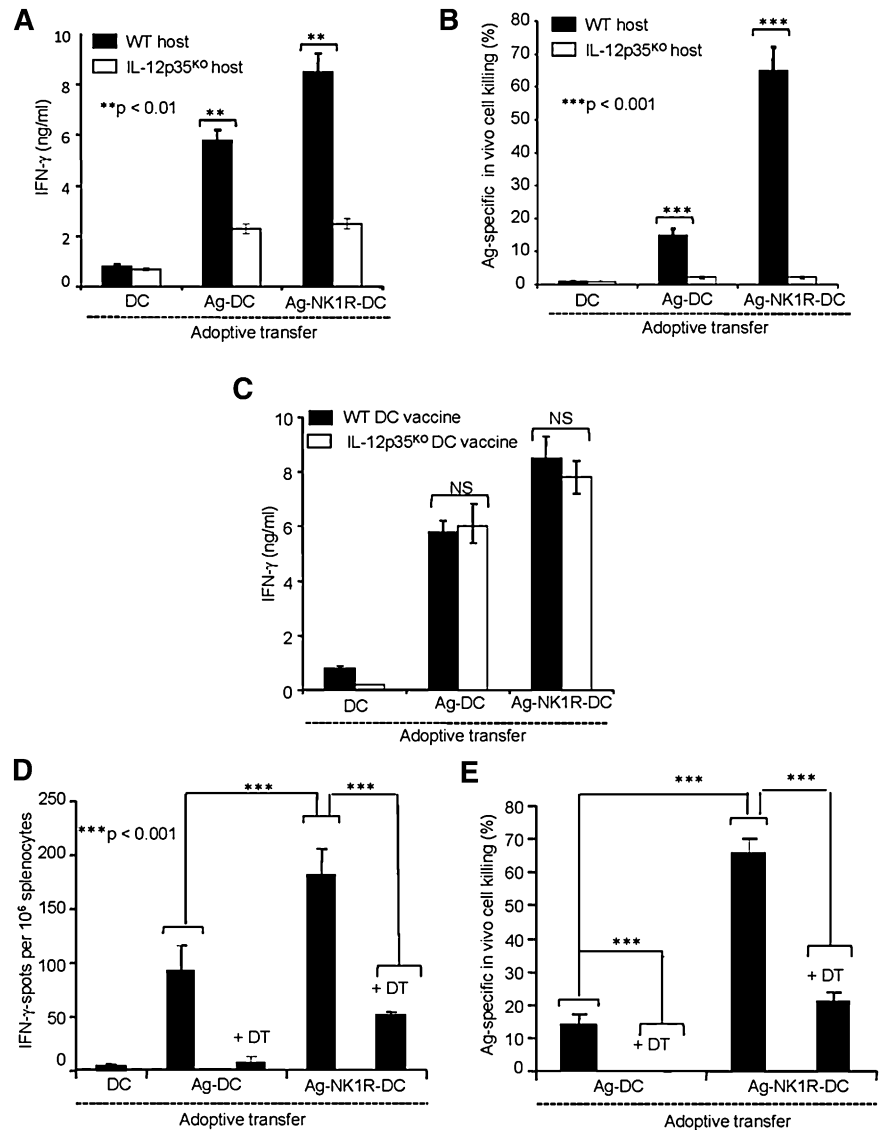 A
WT host
IL-12p35KO host
**p < 0.01
**
**
IFN-γ (ng/ml)
10
8
6
4
2
0
DC
Ag-DC
Ag-NK1R-DC
Adoptive transfer
B
WT host
IL-12p35KO host
***p < 0.001
***
***
Ag-specific in vivo cell killing (%)
80
70
60
50
40
30
20
10
0
DC
Ag-DC
Ag-NK1R-DC
Adoptive transfer
C
WT DC vaccine
IL-12p35KO DC vaccine
NS
NS
IFN-γ (ng/ml)
10
8
6
4
2
0
DC
Ag-DC
Ag-NK1R-DC
Adoptive transfer
D
***
***
***p < 0.001
IFN-γ-spots per 10⁶ splenocytes
250
200
150
100
50
0
+ DT
+ DT
DC
Ag-DC
Ag-NK1R-DC
Adoptive transfer
E
***
***
***
Ag-specific in vivo cell killing (%)
80
70
60
50
40
30
20
10
0
+ DT
+ DT
Ag-DC
Ag-NK1R-DC
Adoptive transfer